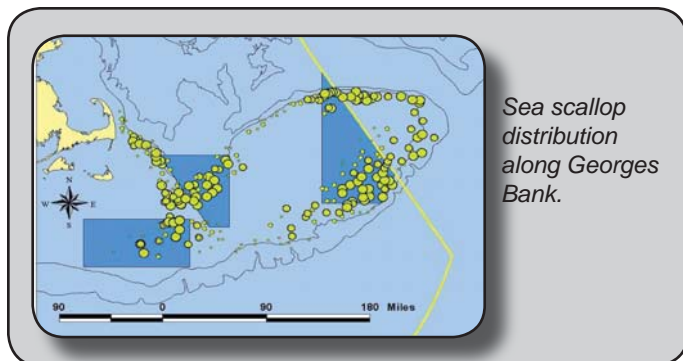 Sea scallop
distribution
along Georges
Bank.
N
W E
S
90 0 90 180 Miles